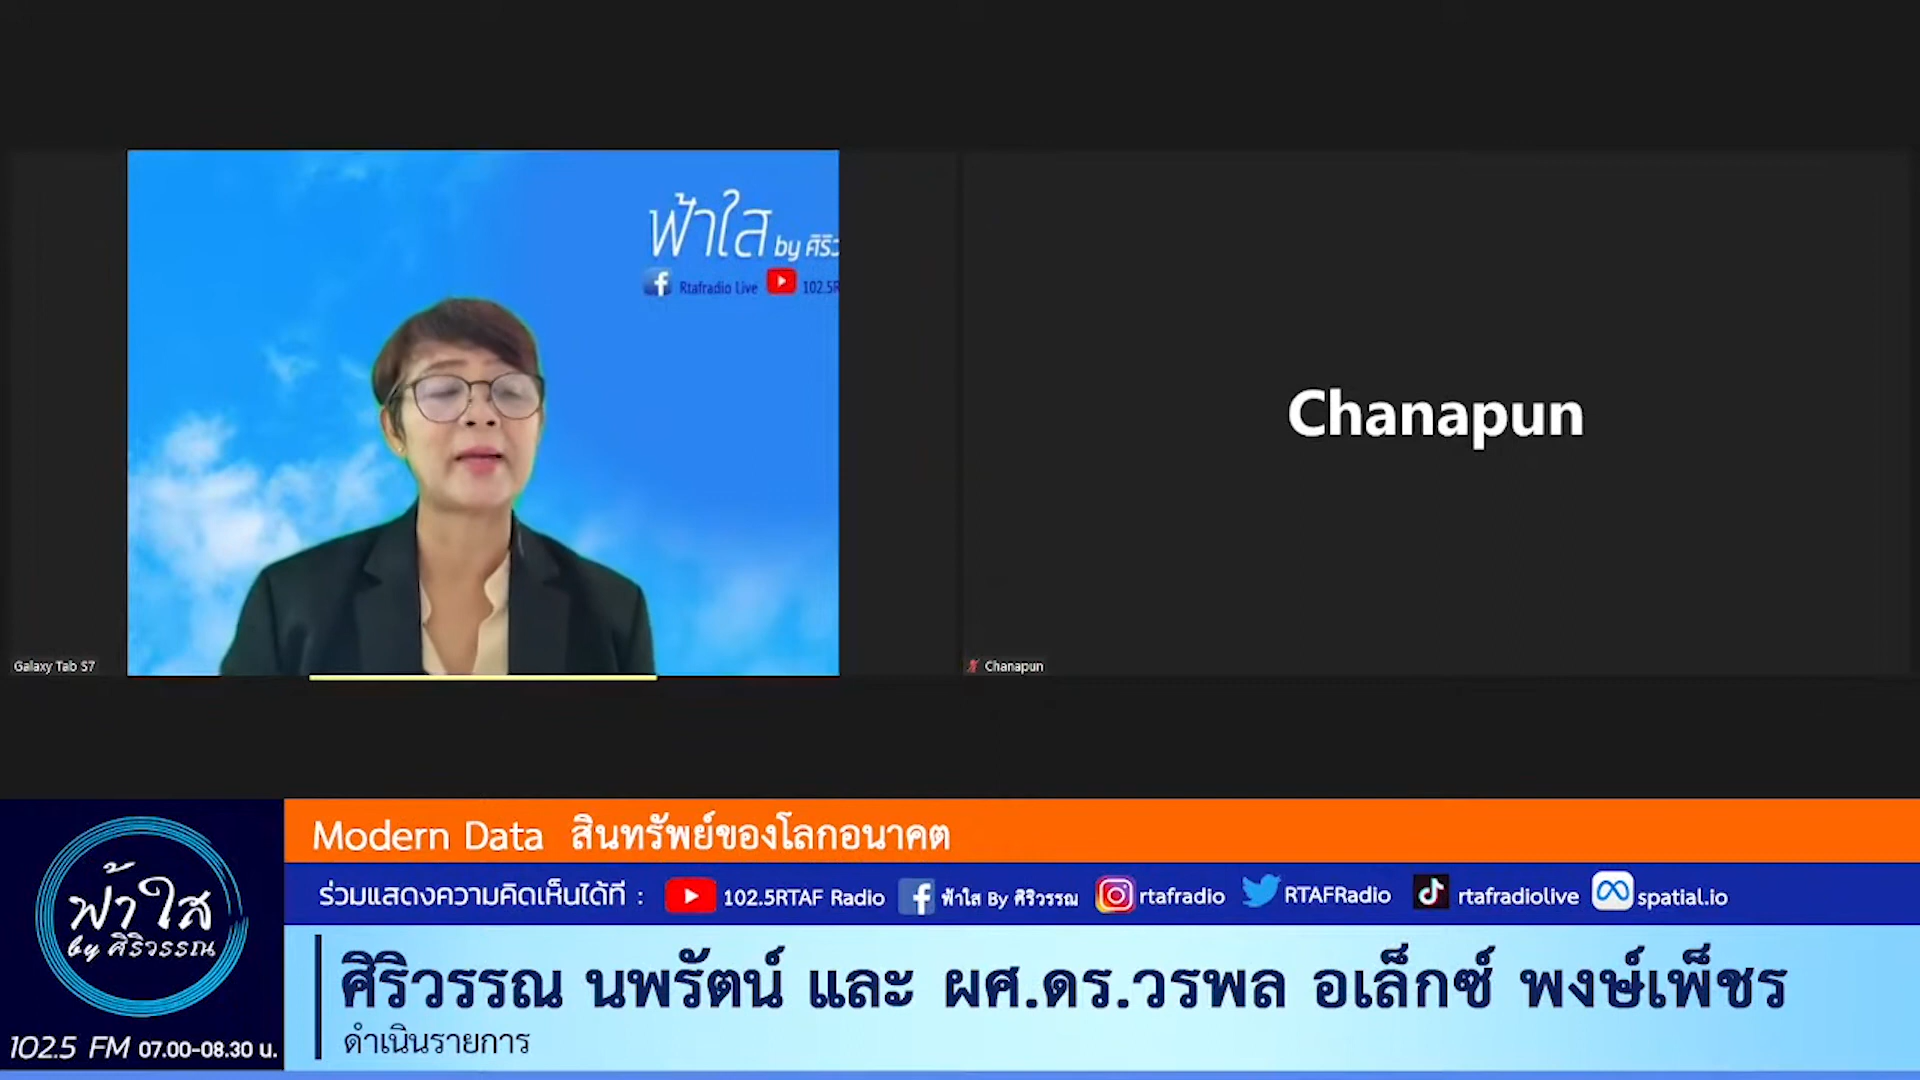 ฟ้าใส by ศิริว
Rtafradio Live 102.5R
Chanapun
Galaxy Tab S7
Chanapun
Modern Data สินทรัพย์ของโลกอนาคต
ร่วมแสดงความคิดเห็นได้ที่ : 102.5RTAF Radio ฟ้าใส By ศิริวรรณ rtafradio RTAFRadio rtafradiolive spatial.io
ฟ้าใส
by ศิริวรรณ
102.5 FM 07.00-08.30 น.
ศิริวรรณ นพรัตน์ และ ผศ.ดร.วรพล อเล็กซ์ พงษ์เพ็ชร
ดำเนินรายการ